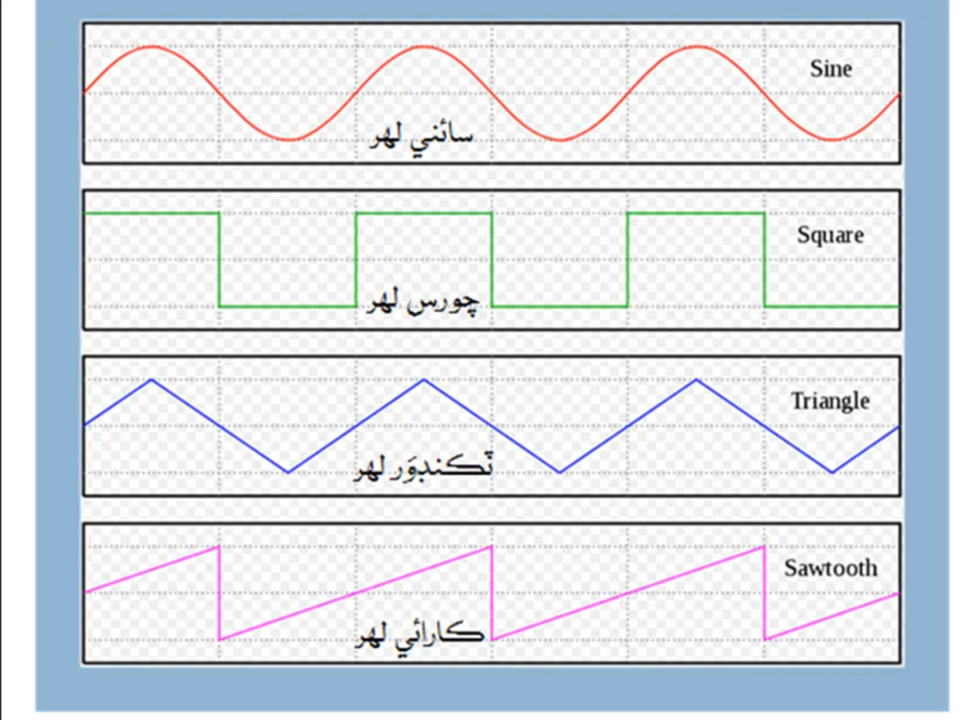 Sine
سائني لهر
Square
چورس لهر
Triangle
ٽڪنڊوَر لهر
Sawtooth
ڪارائي لهر